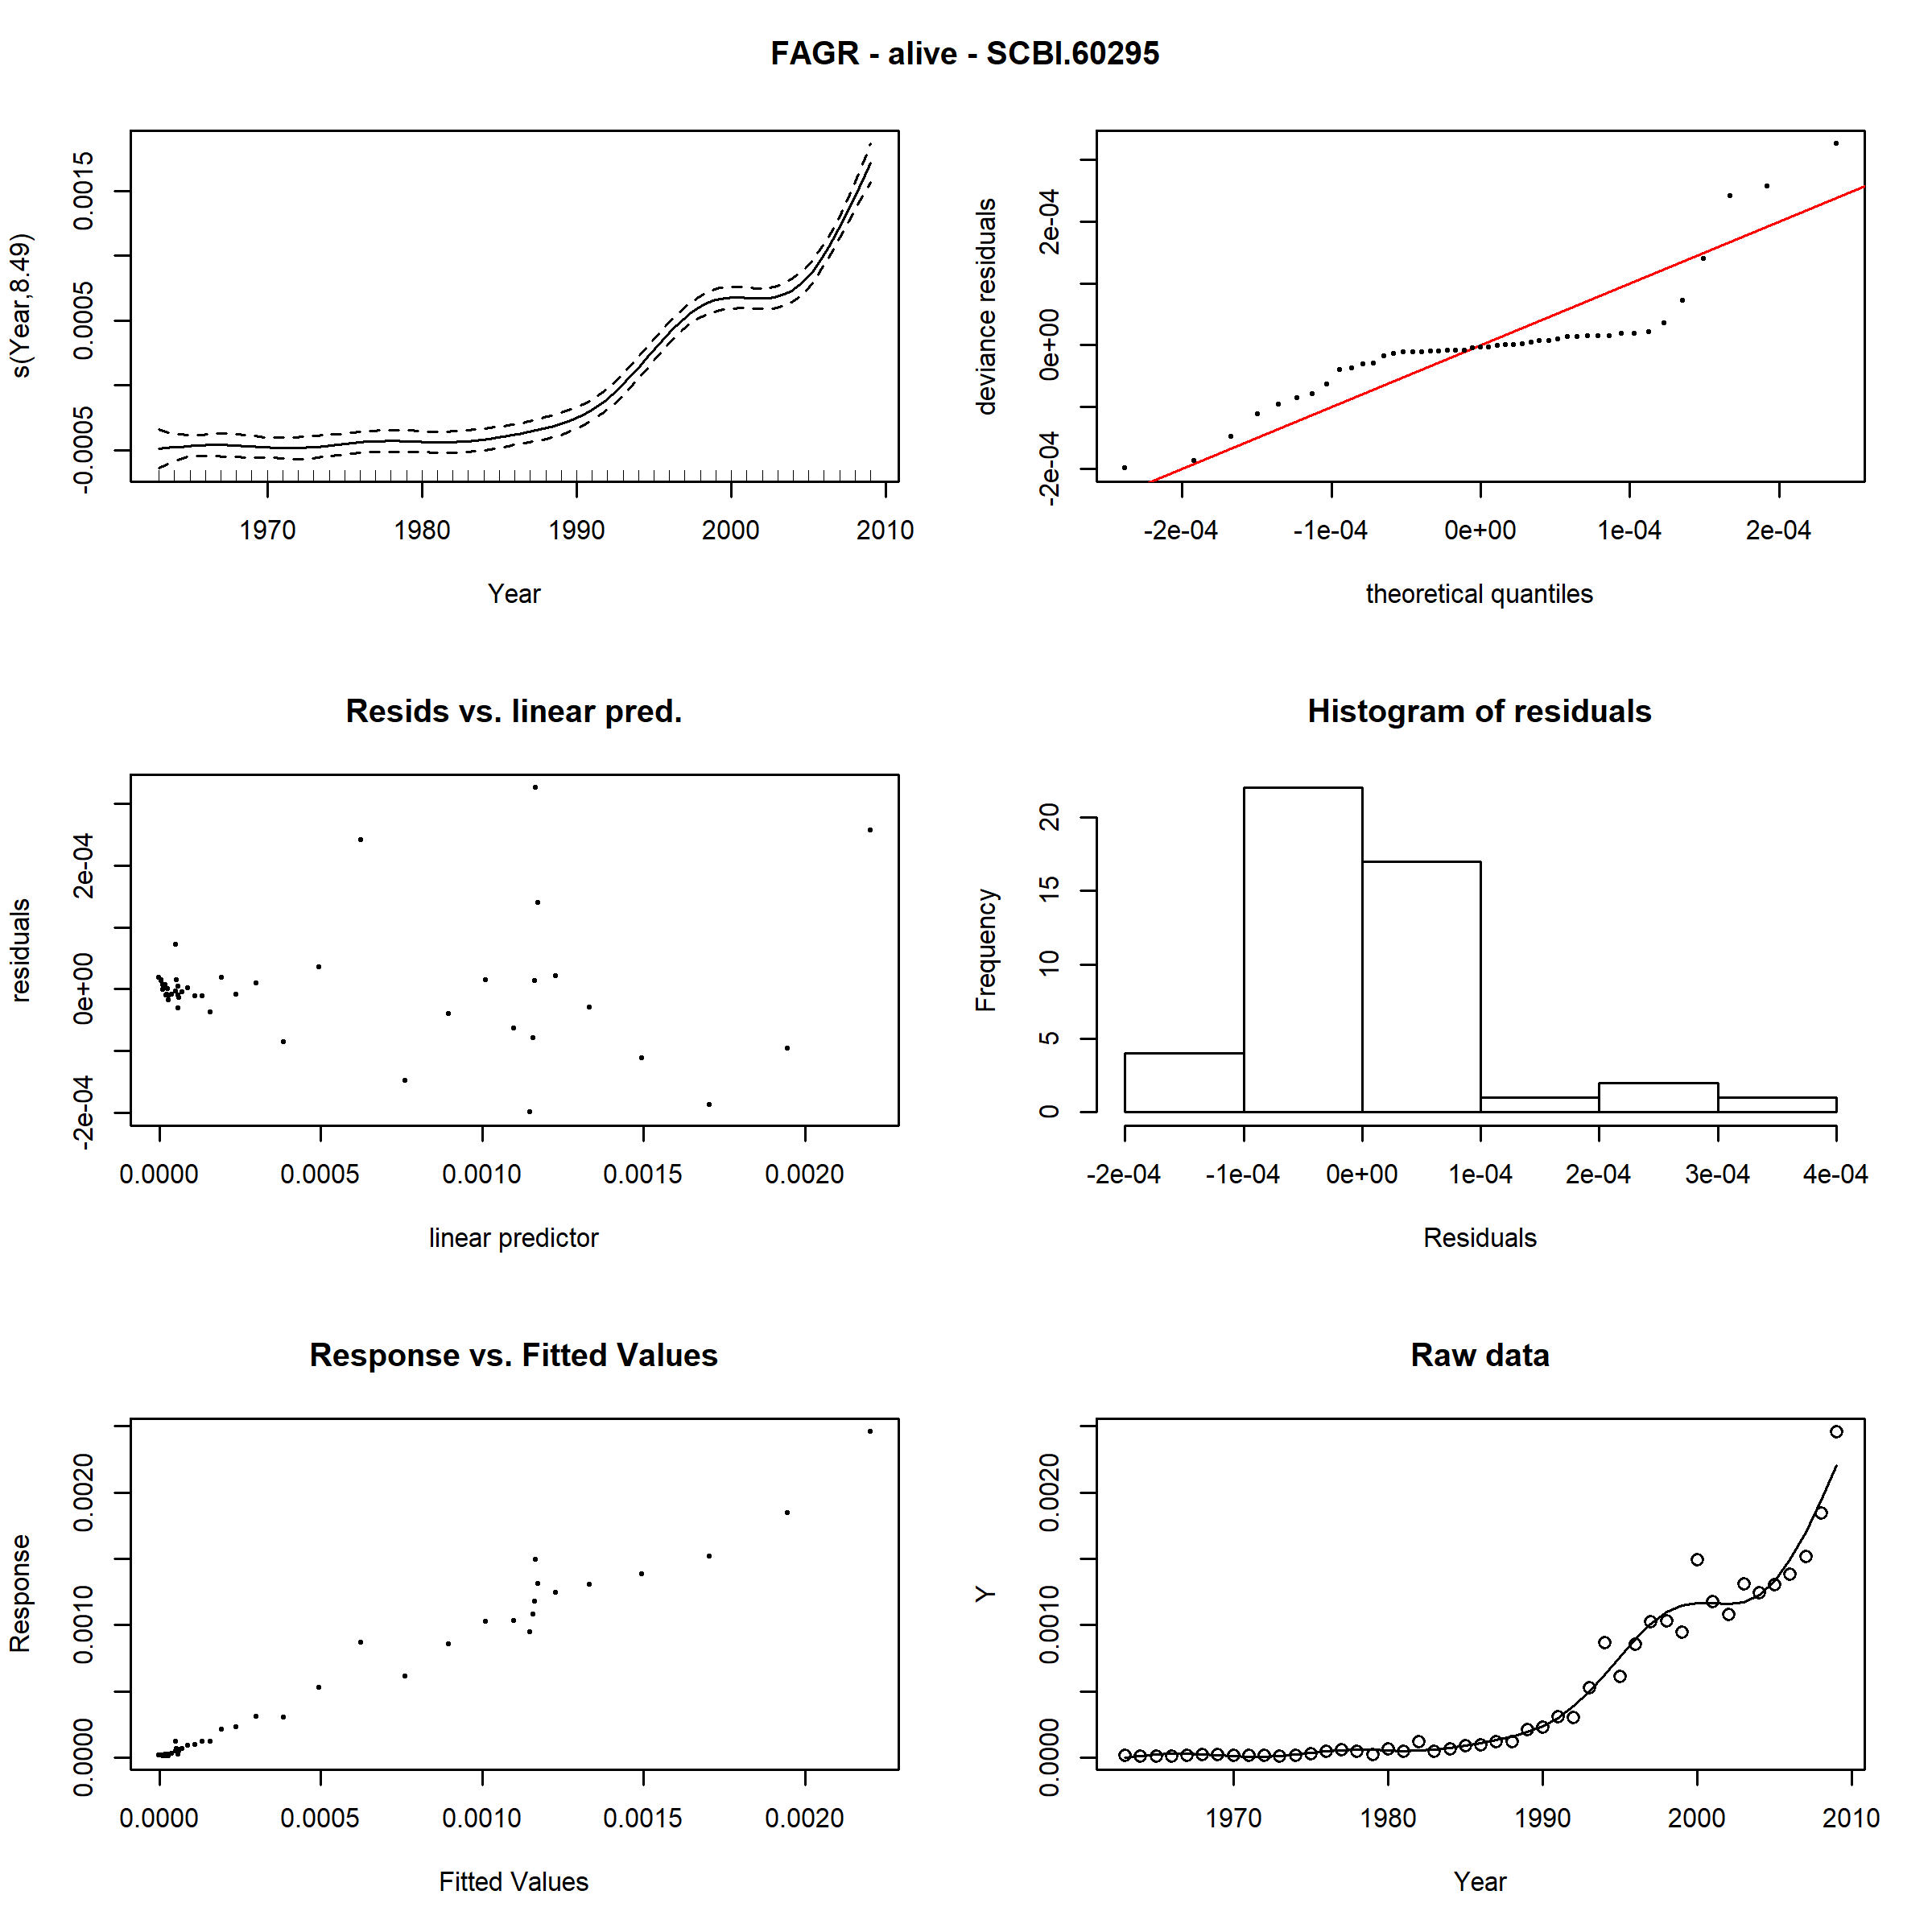 FAGR - alive - SCBI.60295
s(Year,8.49)
-0.0005 0.0005 0.0015
1970 1980 1990 2000 2010
Year
deviance residuals
-2e-04 0e+00 2e-04
-2e-04 -1e-04 0e+00 1e-04 2e-04
theoretical quantiles
Resids vs. linear pred.
residuals
-2e-04 0e+00 2e-04
0.0000 0.0005 0.0010 0.0015 0.0020
linear predictor
Histogram of residuals
Frequency
0 5 10 15 20
-2e-04 -1e-04 0e+00 1e-04 2e-04 3e-04 4e-04
Residuals
Response vs. Fitted Values
Response
0.0000 0.0010 0.0020
0.0000 0.0005 0.0010 0.0015 0.0020
Fitted Values
Raw data
Y
0.0000 0.0010 0.0020
1970 1980 1990 2000 2010
Year